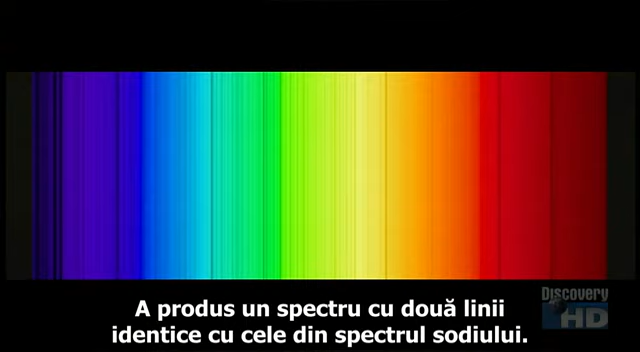 Discovery
HD
A produs un spectru cu două linii
identice cu cele din spectrul sodiului.